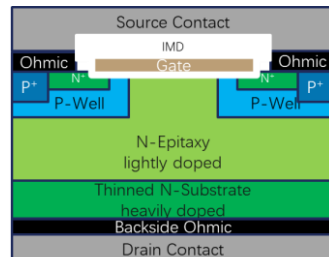 Source Contact
IMD
Ohmic Gate Ohmic
P+ N+ N+ P+
P-Well P-Well
N-Epitaxy
lightly doped
Thinned N-Substrate
heavily doped
Backside Ohmic
Drain Contact